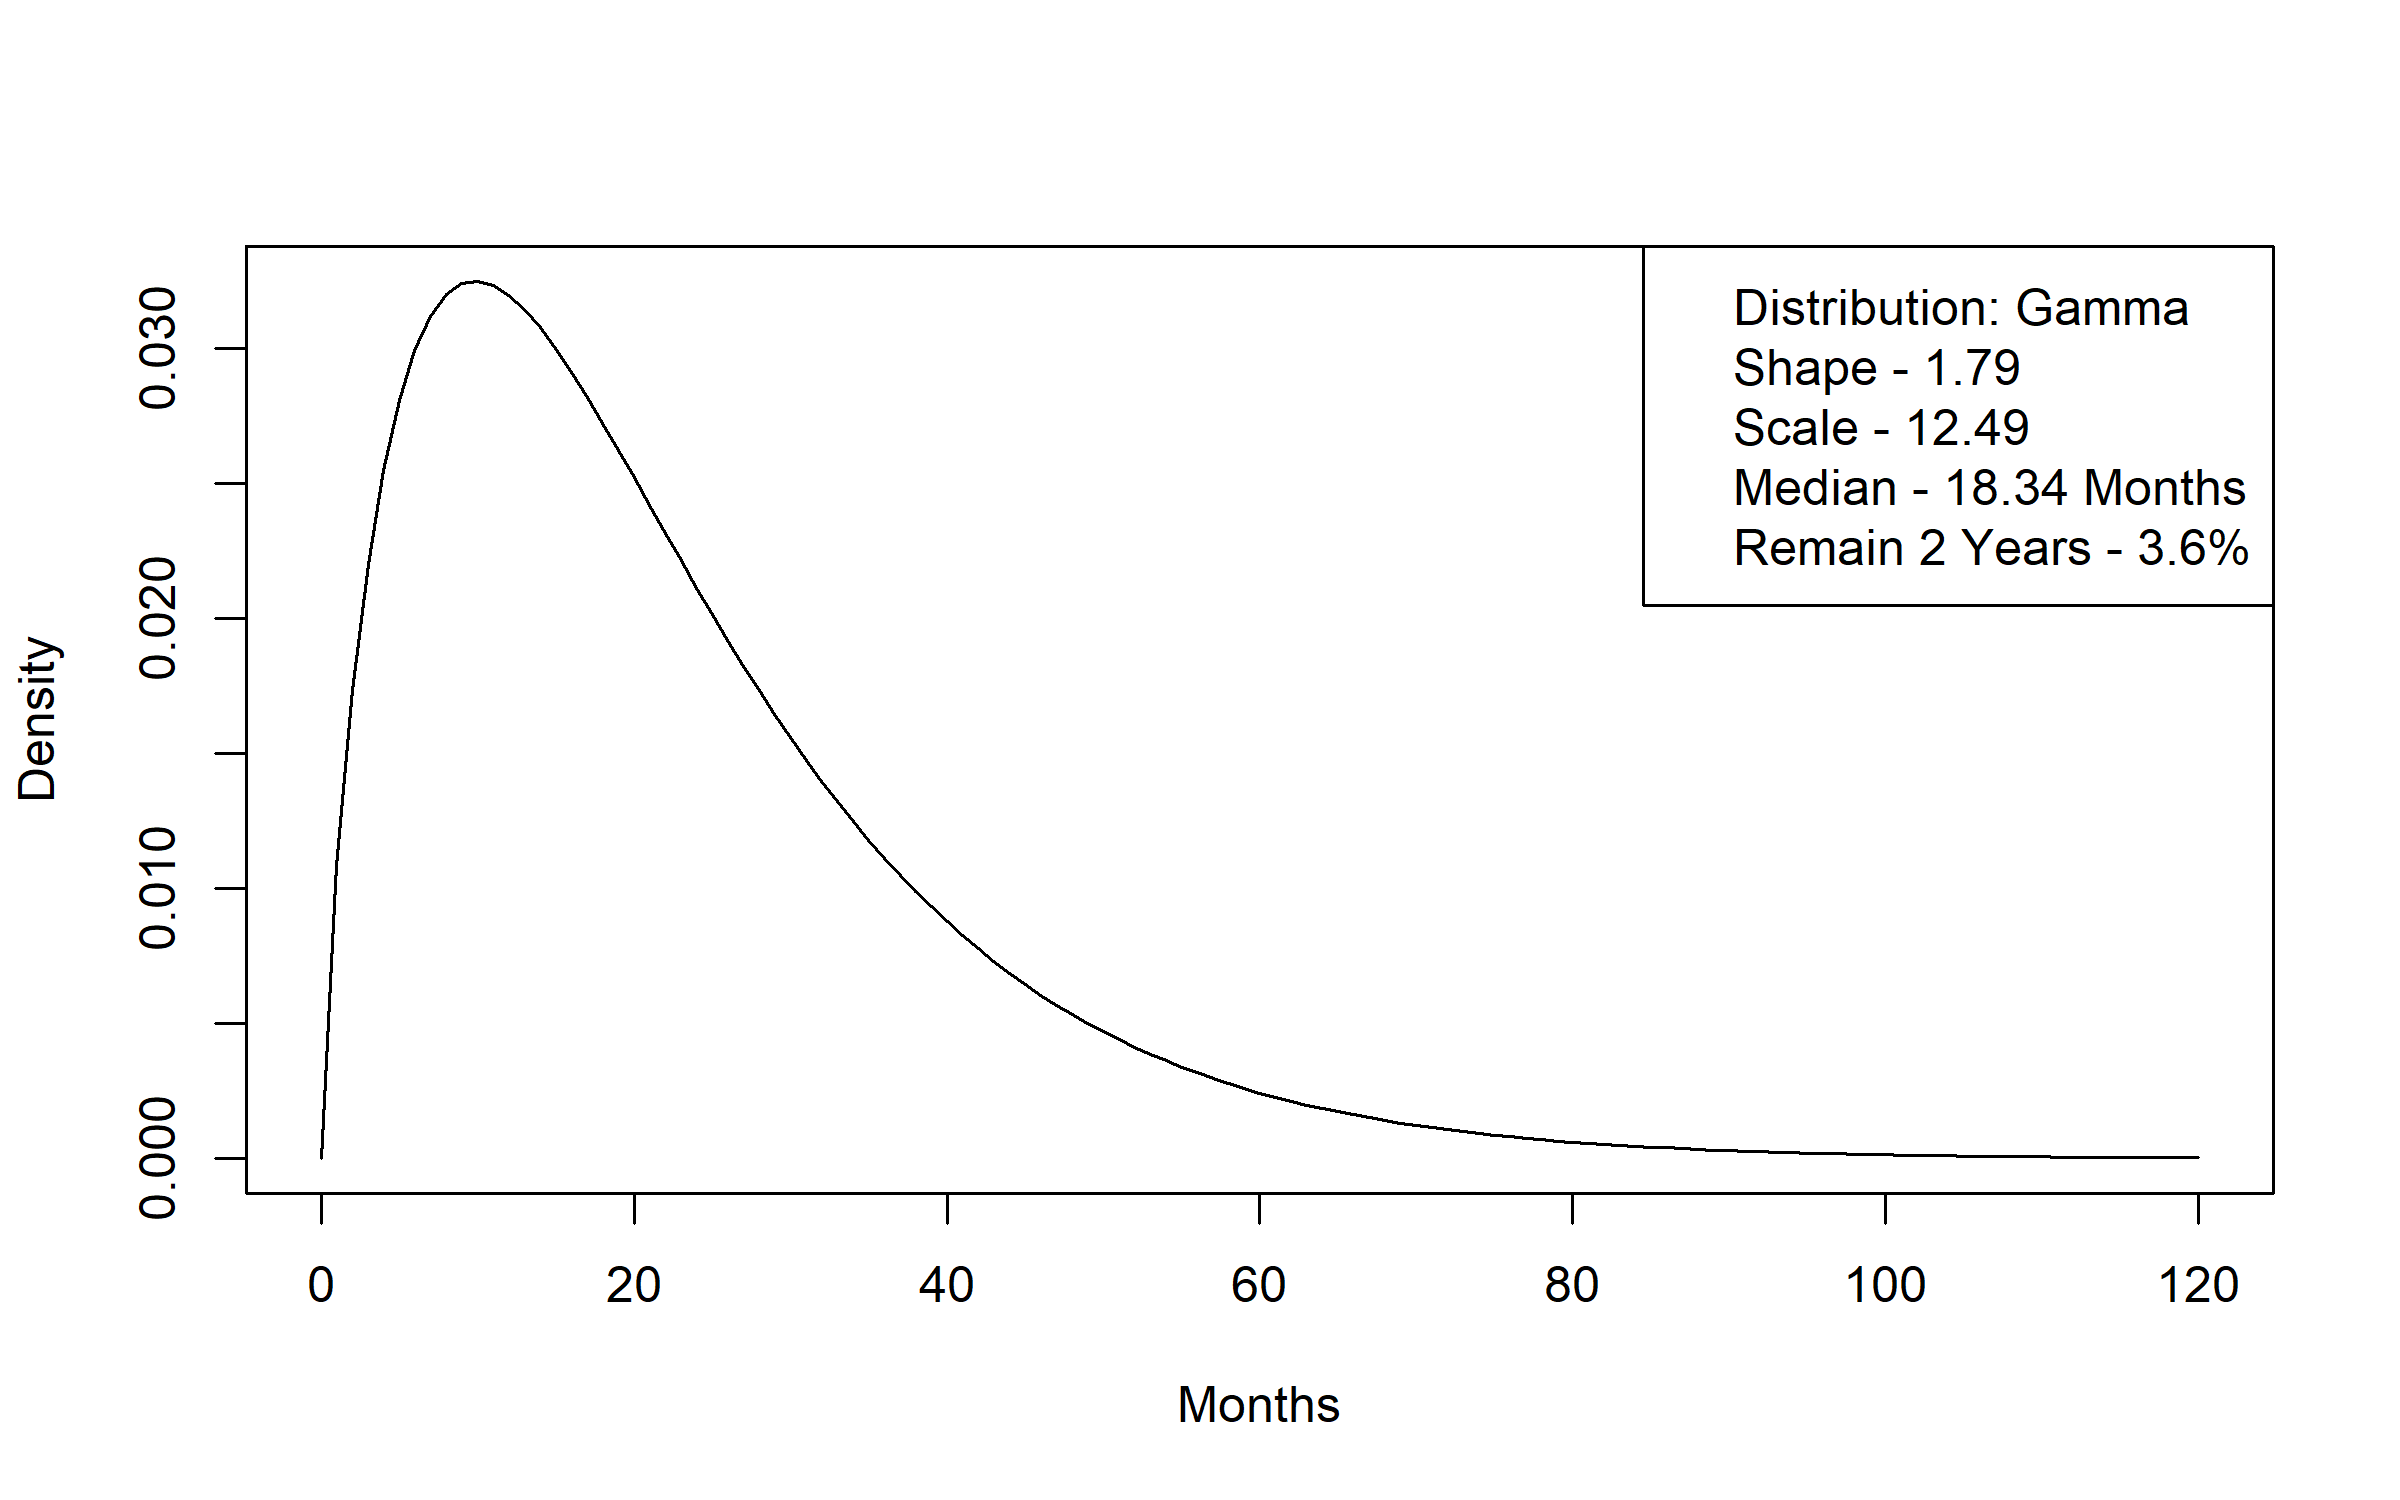 Distribution: Gamma
Shape - 1.79
Scale - 12.49
Median - 18.34 Months
Remain 2 Years - 3.6%
Density
0.030
0.020
0.010
0.000
0 20 40 60 80 100 120
Months